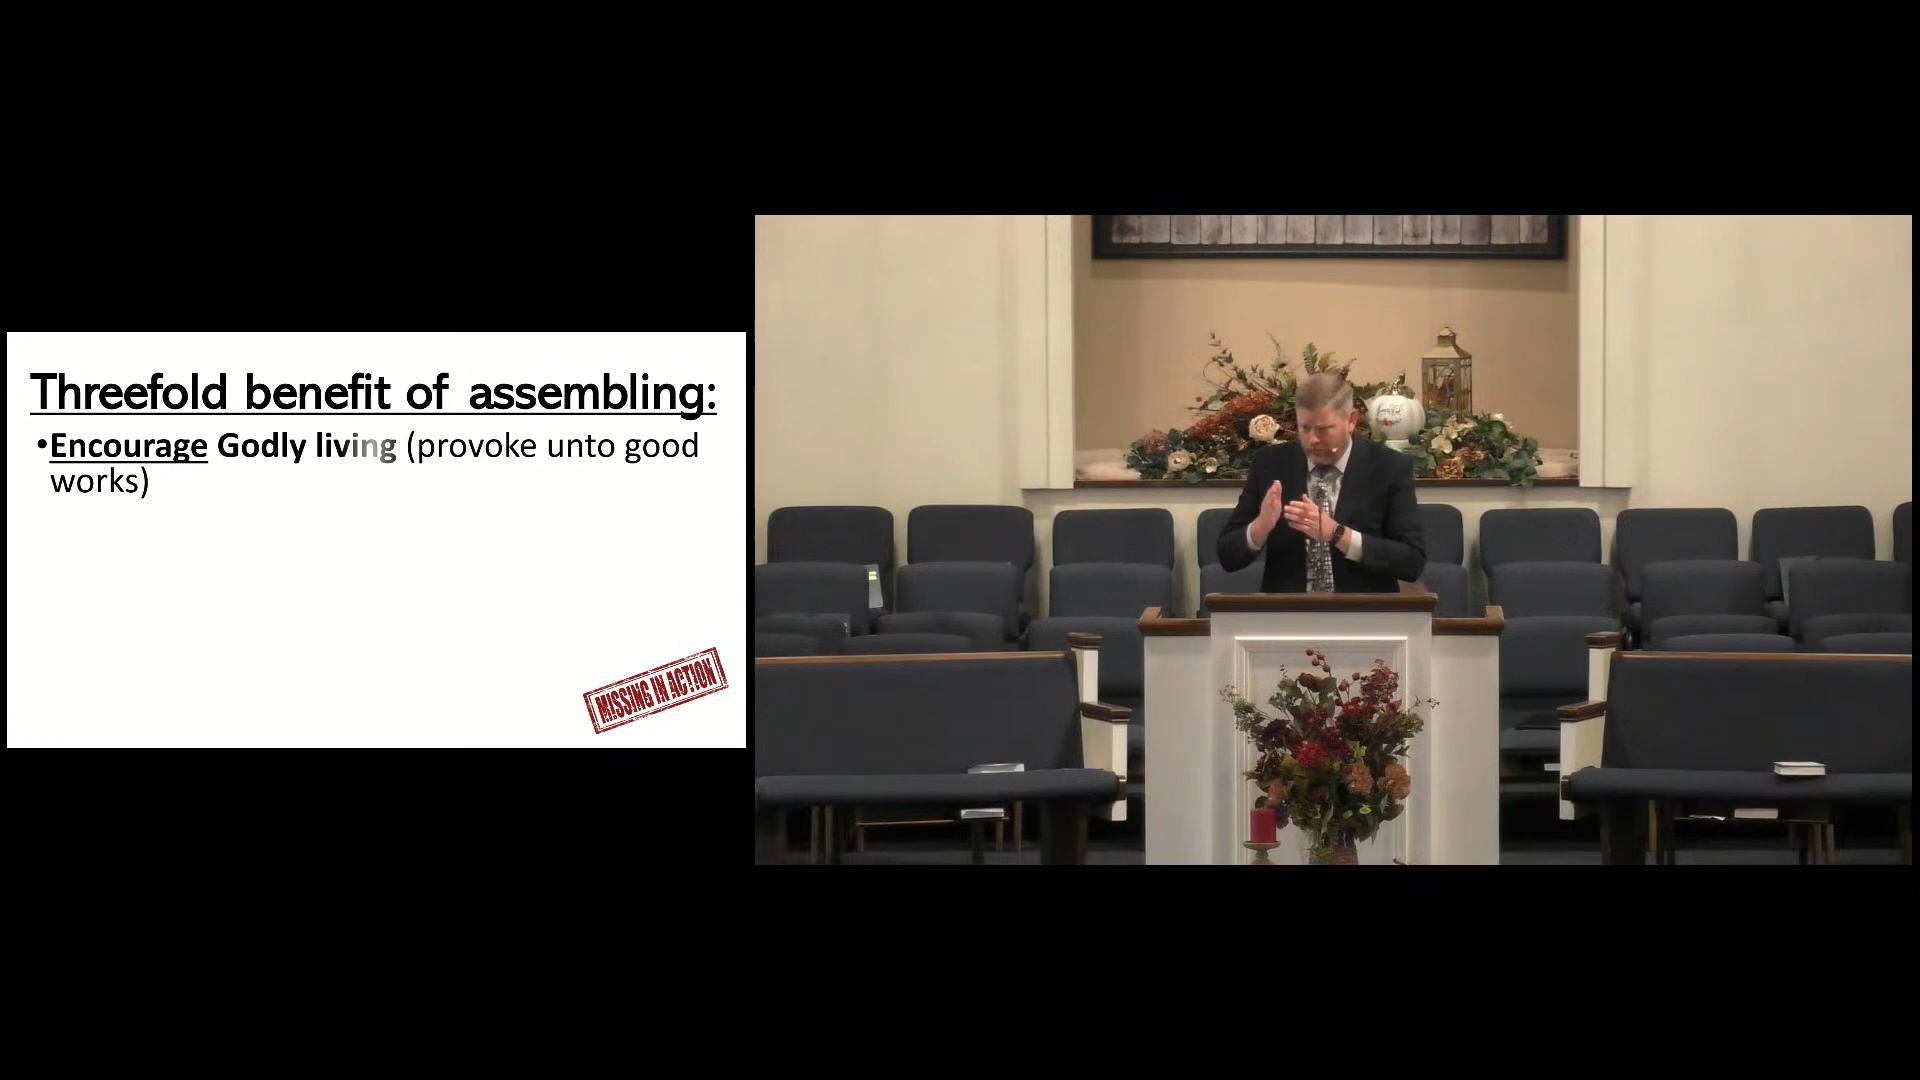 Threefold benefit of assembling:
•Encourage Godly living (provoke unto good
works)
MISSING IN ACTION